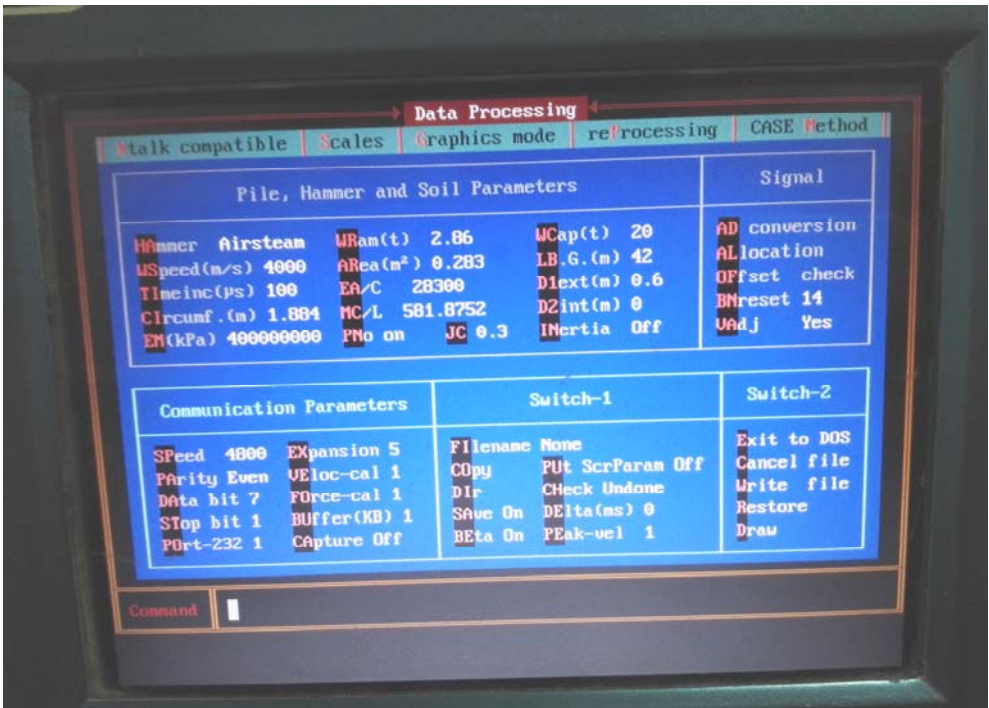 Data Processing
Xtalk compatible Scales Graphics mode reProcessing CASE Method
Pile, Hammer and Soil Parameters Signal
HAmmer Airsteam WRam(t) 2.86 WCap(t) 20 AD conversion
WSpeed(m/s) 4000 ARea(m²) 0.283 LB.G.(m) 42 ALlocation
TImeinc(µs) 100 EA/C 28300 D1ext(m) 0.6 OFfset check
CIrcumf.(m) 1.884 MC/L 581.8752 D2int(m) 0 BNreset 14
EM(kPa) 400000000 PNo on JC 0.3 INertia Off VAdj Yes
Communication Parameters Switch-1 Switch-2
SPeed 4800 EXpansion 5 FIlename None Exit to DOS
PArity Even VEloc-cal 1 COpy PUt ScrParam Off Cancel file
DAta bit 7 FOrce-cal 1 DIr CHeck Undone Write file
STop bit 1 BUffer(KB) 1 SAve On DElta(ms) 0 Restore
POrt-232 1 CApture Off BEta On PEak-vel 1 Draw
Command